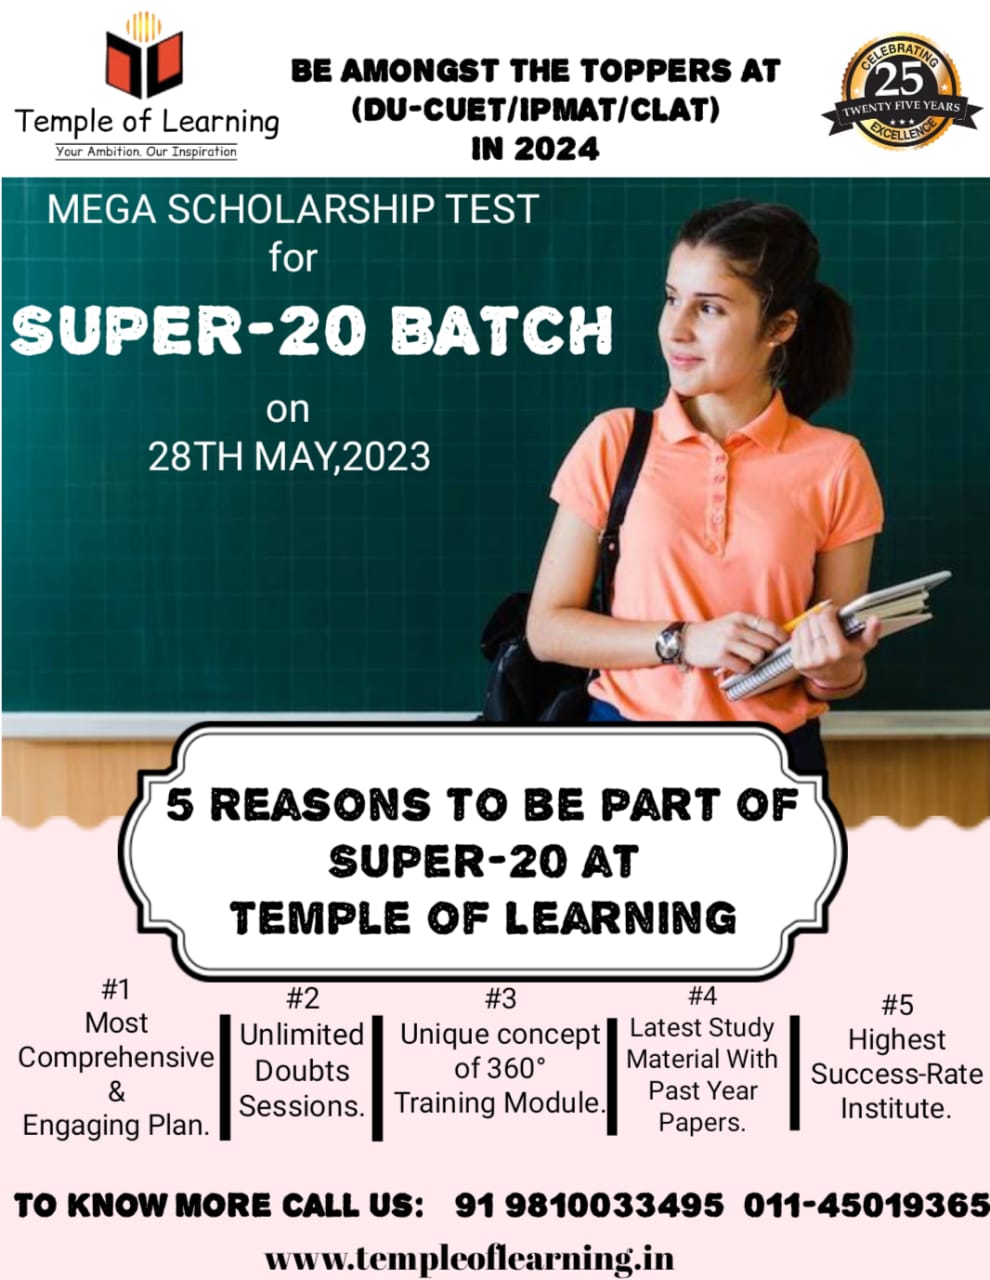 Temple of Learning
Your Ambition, Our Inspiration
BE AMONGST THE TOPPERS AT
(DU-CUET/IPMAT/CLAT)
IN 2024
CELEBRATING
25
TWENTY FIVE YEARS
EXCELLENCE
MEGA SCHOLARSHIP TEST
for
SUPER-20 BATCH
on
28TH MAY,2023
5 REASONS TO BE PART OF
SUPER-20 AT
TEMPLE OF LEARNING
#1
Most
Comprehensive
&
Engaging Plan.
#2
Unlimited
Doubts
Sessions.
#3
Unique concept
of 360°
Training Module.
#4
Latest Study
Material With
Past Year
Papers.
#5
Highest
Success-Rate
Institute.
TO KNOW MORE CALL US: 91 9810033495 011-45019365
www.templeoflearning.in